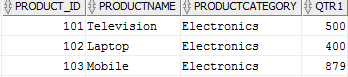 PRODUCT_ID PRODUCTNAME PRODUCTCATEGORY QTR1
101 Television Electronics 500
102 Laptop Electronics 400
103 Mobile Electronics 879